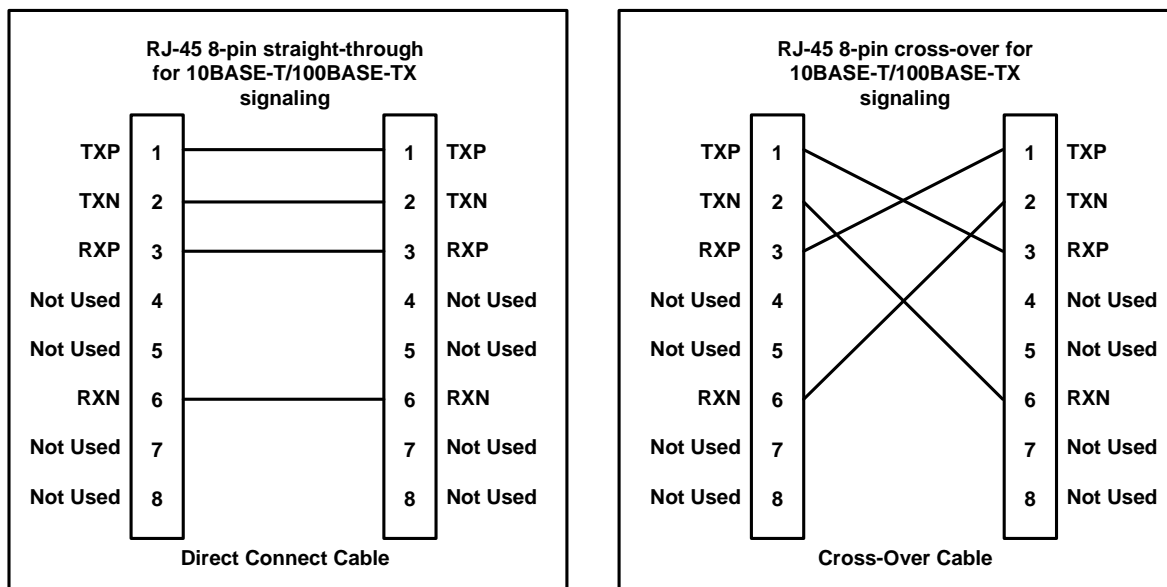 RJ-45 8-pin straight-through
for 10BASE-T/100BASE-TX
signaling
TXP 1 1 TXP
TXN 2 2 TXN
RXP 3 3 RXP
Not Used 4 4 Not Used
Not Used 5 5 Not Used
RXN 6 6 RXN
Not Used 7 7 Not Used
Not Used 8 8 Not Used
Direct Connect Cable
RJ-45 8-pin cross-over for
10BASE-T/100BASE-TX
signaling
TXP 1 1 TXP
TXN 2 2 TXN
RXP 3 3 RXP
Not Used 4 4 Not Used
Not Used 5 5 Not Used
RXN 6 6 RXN
Not Used 7 7 Not Used
Not Used 8 8 Not Used
Cross-Over Cable